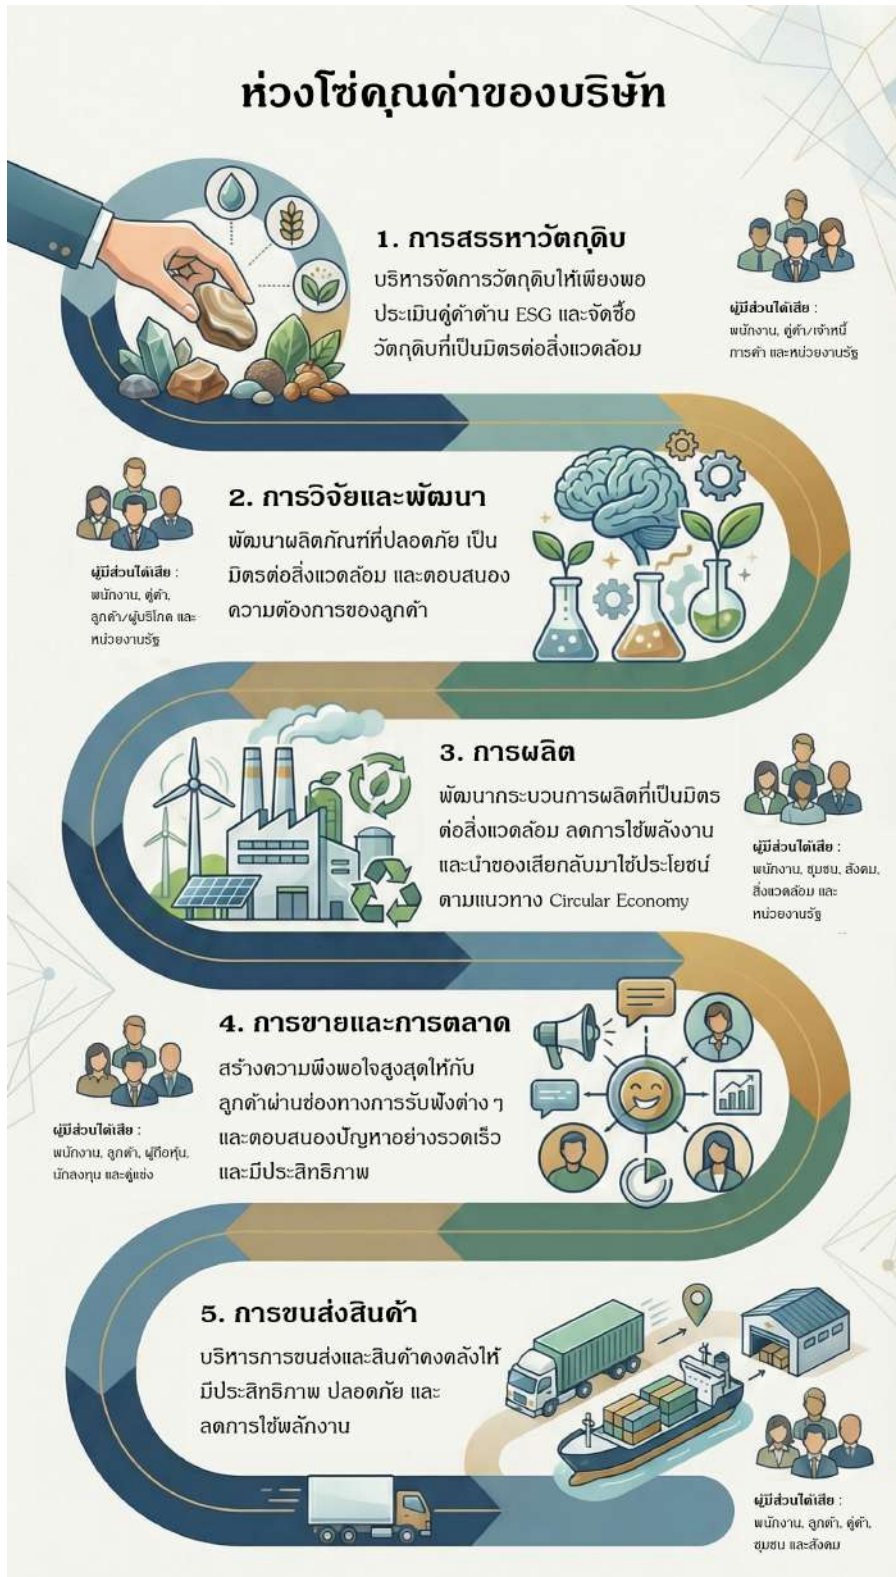 ห่วงโซ่คุณค่าของบริษัท
1. การสรรหาวัตถุดิบ
บริหารจัดการวัตถุดิบให้เพียงพอ
ประเมินคู่ค้าด้าน ESG และจัดซื้อ
วัตถุดิบที่เป็นมิตรต่อสิ่งแวดล้อม
ผู้มีส่วนได้เสีย :
พนักงาน, คู่ค้า/เจ้าหนี้
การค้า และหน่วยงานรัฐ
2. การวิจัยและพัฒนา
พัฒนาผลิตภัณฑ์ที่ปลอดภัย เป็น
มิตรต่อสิ่งแวดล้อม และตอบสนอง
ความต้องการของลูกค้า
ผู้มีส่วนได้เสีย :
พนักงาน, คู่ค้า,
ลูกค้า/ผู้บริโภค และ
หน่วยงานรัฐ
3. การผลิต
พัฒนากระบวนการผลิตที่เป็นมิตร
ต่อสิ่งแวดล้อม ลดการใช้พลังงาน
และนำของเสียกลับมาใช้ประโยชน์
ตามแนวทาง Circular Economy
ผู้มีส่วนได้เสีย :
พนักงาน, ชุมชน, สังคม,
สิ่งแวดล้อม และ
หน่วยงานรัฐ
4. การขายและการตลาด
สร้างความพึงพอใจสูงสุดให้กับ
ลูกค้าผ่านช่องทางการรับฟังต่าง ๆ
และตอบสนองปัญหาอย่างรวดเร็ว
และมีประสิทธิภาพ
ผู้มีส่วนได้เสีย :
พนักงาน, ลูกค้า, ผู้ถือหุ้น,
นักลงทุน และคู่แข่ง
5. การขนส่งสินค้า
บริหารการขนส่งและสินค้าคงคลังให้
มีประสิทธิภาพ ปลอดภัย และ
ลดการใช้พลักงาน
ผู้มีส่วนได้เสีย :
พนักงาน, ลูกค้า, คู่ค้า,
ชุมชน และสังคม